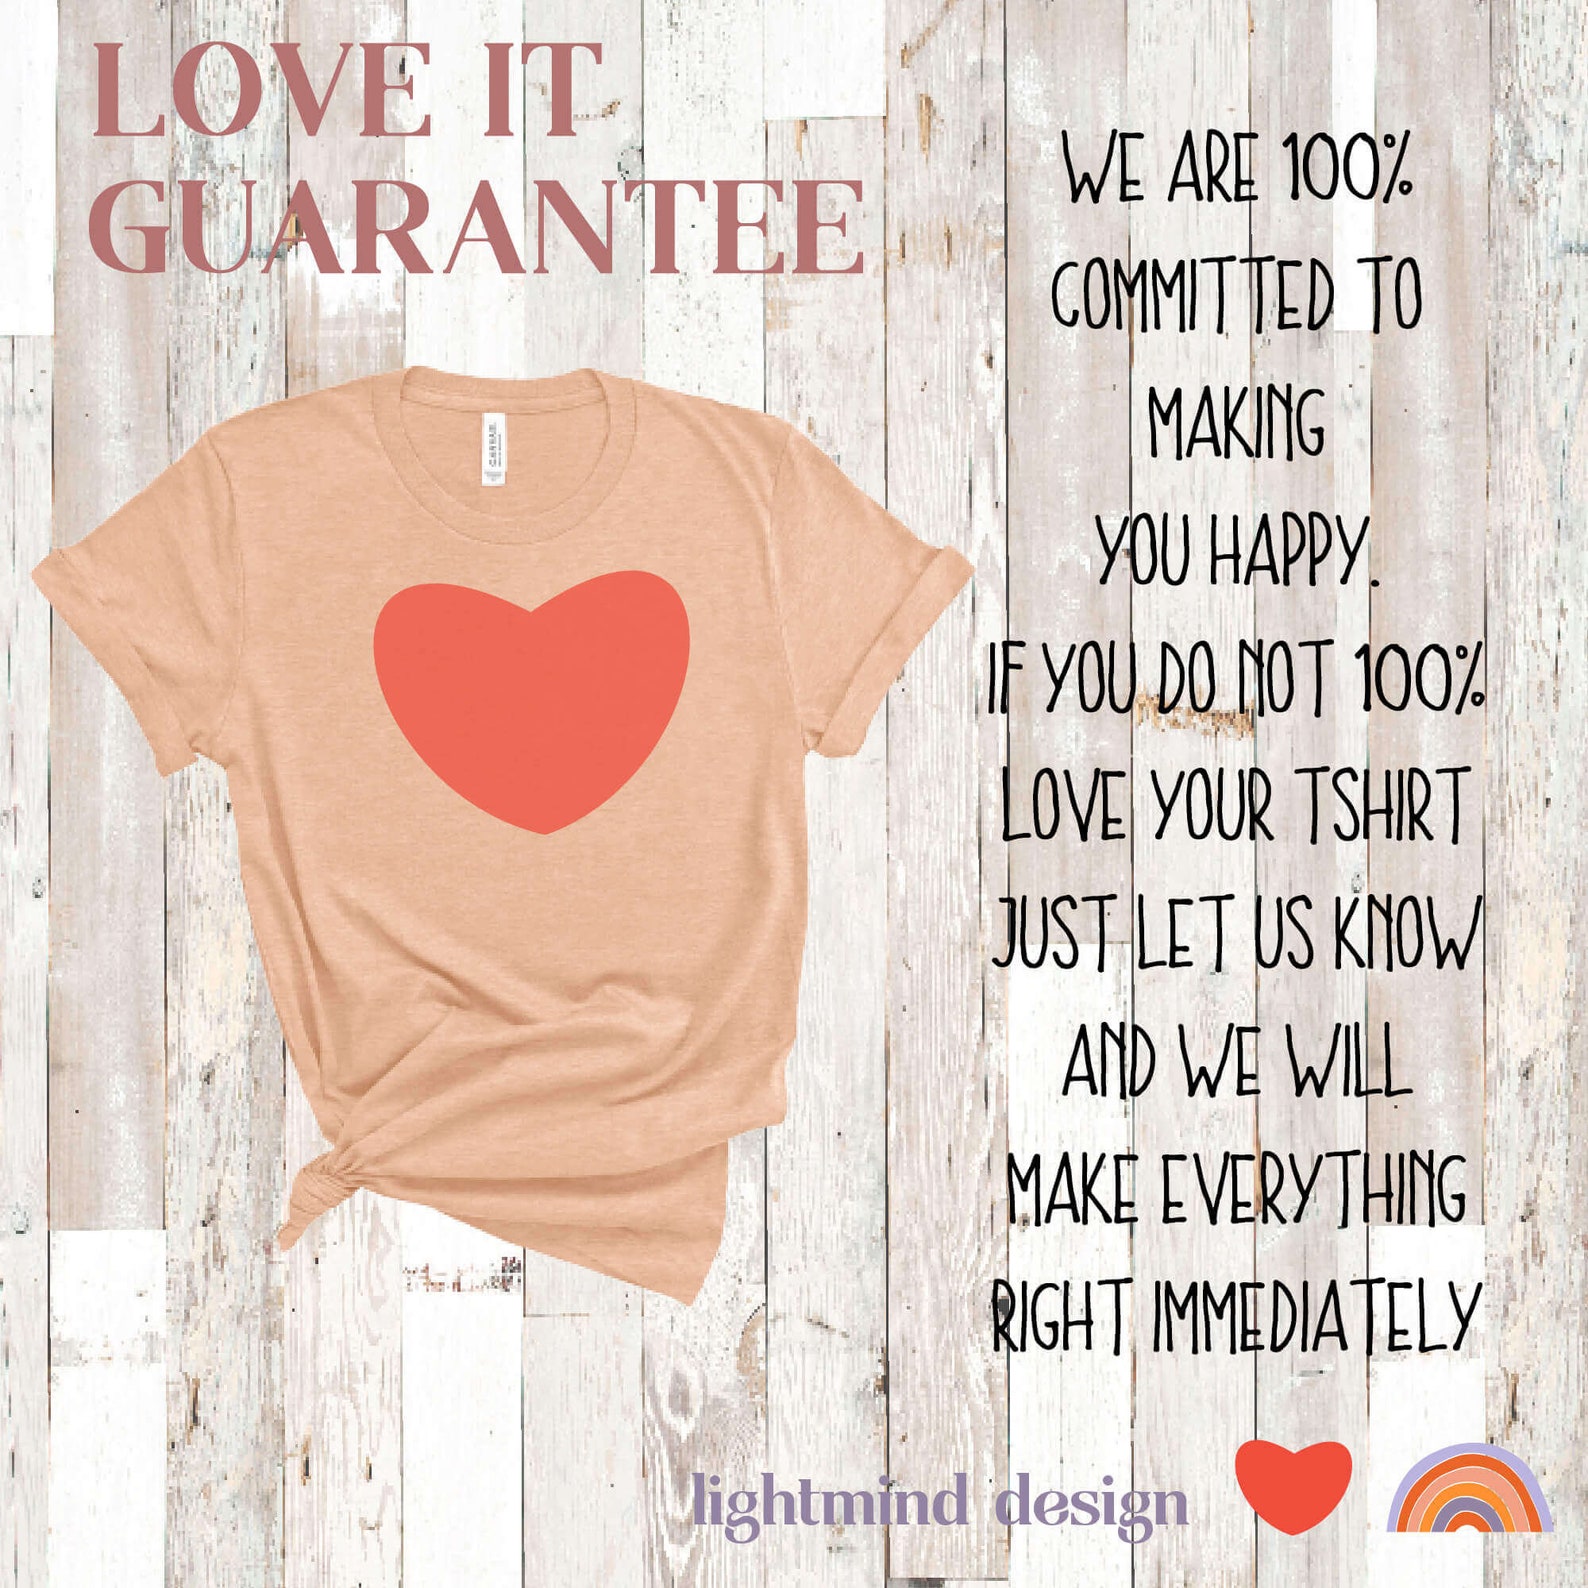 LOVE IT
GUARANTEE
WE ARE 100%
COMMITTED TO
MAKING
YOU HAPPY.
IF YOU DO NOT 100%
LOVE YOUR TSHIRT
JUST LET US KNOW
AND WE WILL
MAKE EVERYTHING
RIGHT IMMEDIATELY
lightmind design